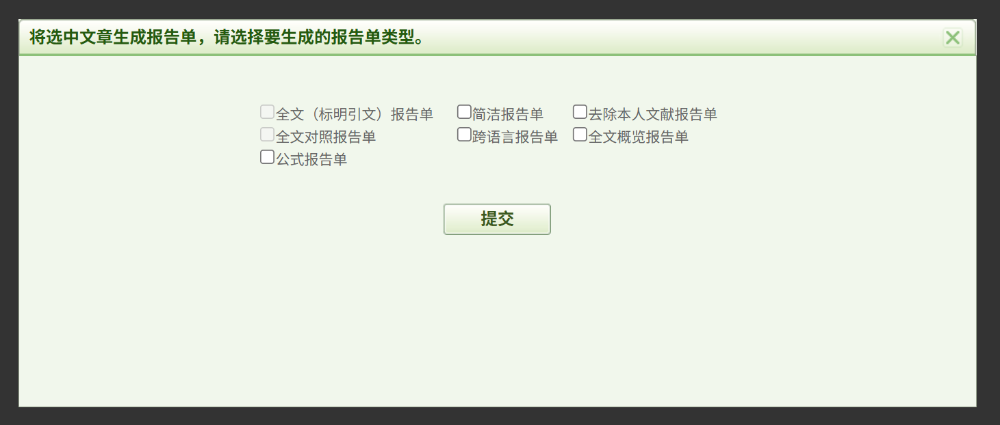 将选中文章生成报告单，请选择要生成的报告单类型。
全文（标明引文）报告单 简洁报告单 去除本人文献报告单
全文对照报告单 跨语言报告单 全文概览报告单
公式报告单
提交